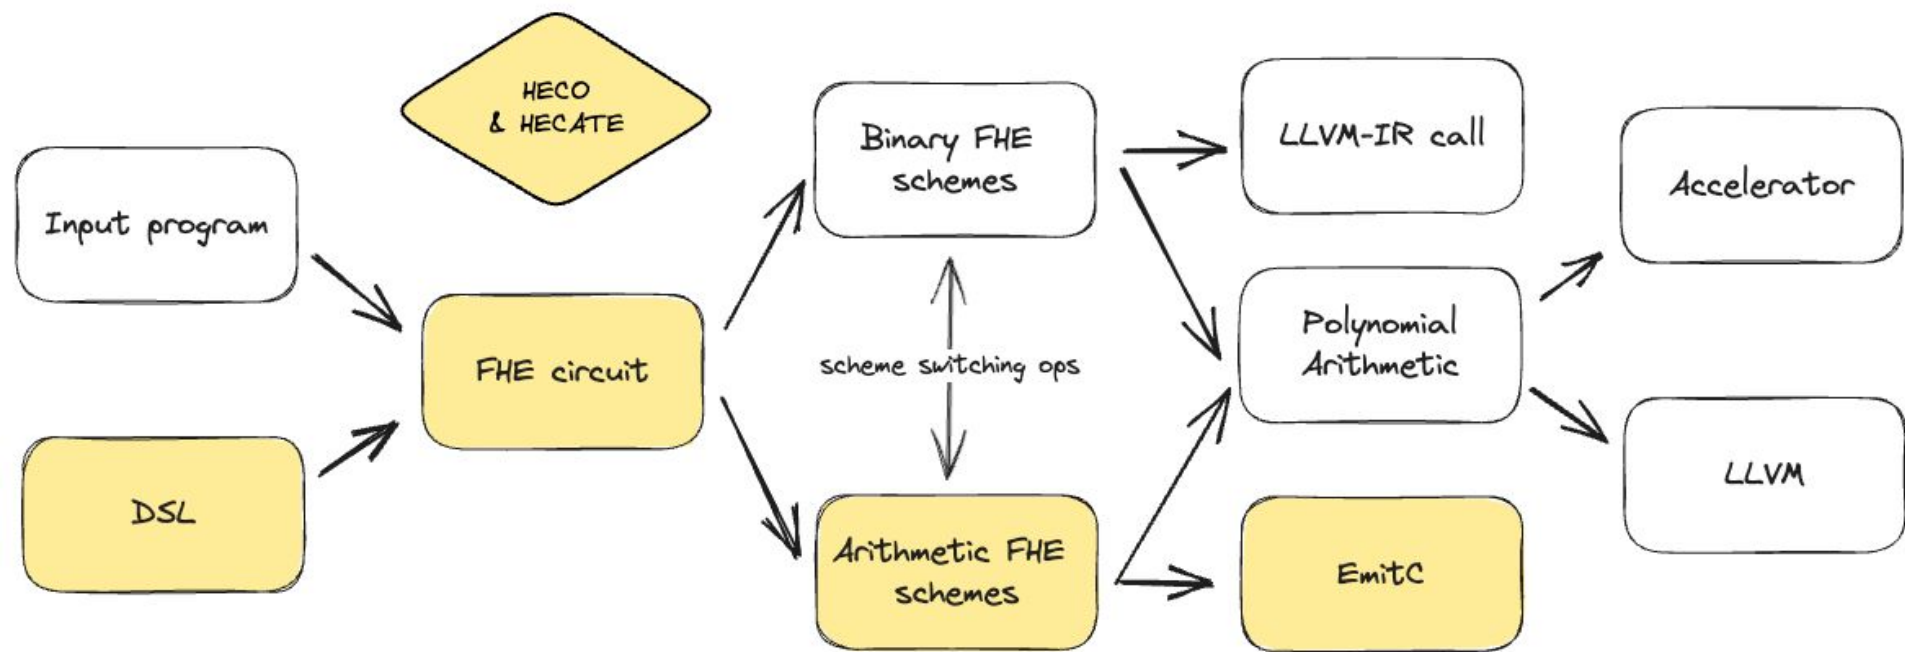 HECO
& HECATE
Input program
DSL
FHE circuit
Binary FHE
schemes
scheme switching ops
Arithmetic FHE
schemes
LLVM-IR call
Polynomial
Arithmetic
EmitC
Accelerator
LLVM